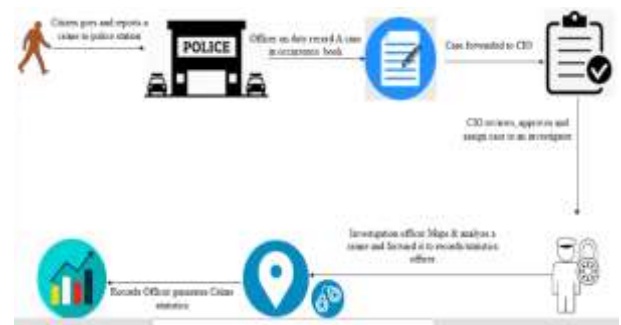 Citizen goes and reports a
crime to police station
POLICE
Officer on duty record A case
in occurrence book
Case forwarded to CIO
CIO reviews, approves and
assign case to an investigator
Investigation officer Maps & analyse a
crime and forward it to records/statistics
officer
Records Officer generates Crime
statistics